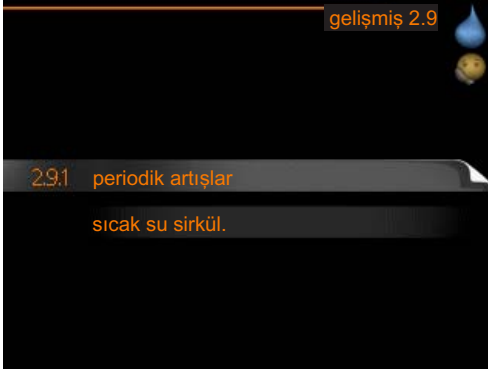 gelişmiş 2.9
2.9.1 periodik artışlar
sıcak su sirkül.